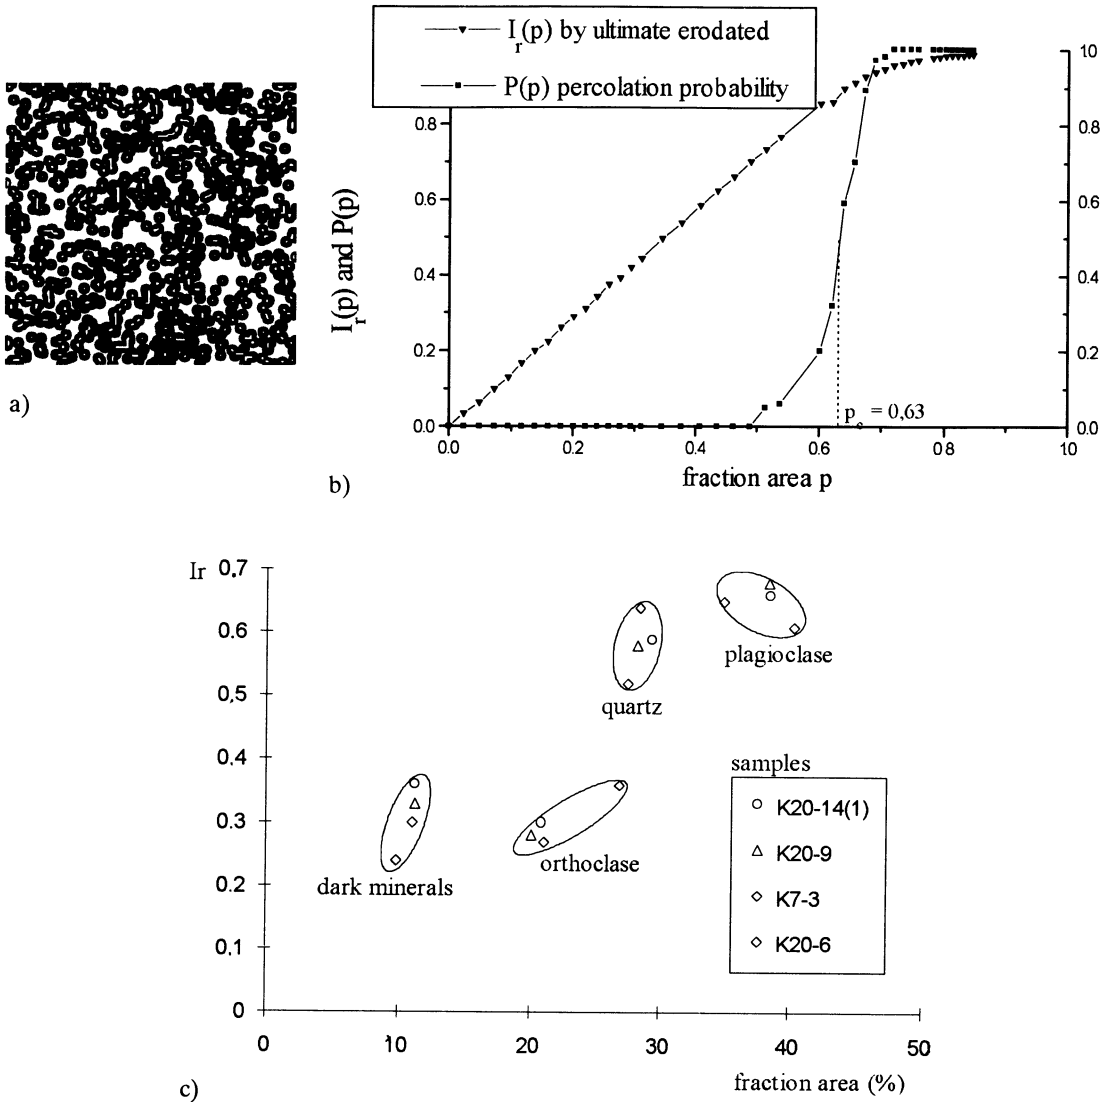 I_r(p) by ultimate erodated
P(p) percolation probability
I_r(p) and P(p)
0.8
0.6
0.4
0.2
0.0
10
0.8
0.6
0.4
0.2
0.0
p_c = 0,63
0.0 0.2 0.4 0.6 0.8 10
fraction area p
a)
b)
Ir
0.7
0.6
0.5
0.4
0.3
0.2
0.1
0
plagioclase
quartz
orthoclase
dark minerals
samples
K20-14(1)
K20-9
K7-3
K20-6
0 10 20 30 40 50
fraction area (%)
c)